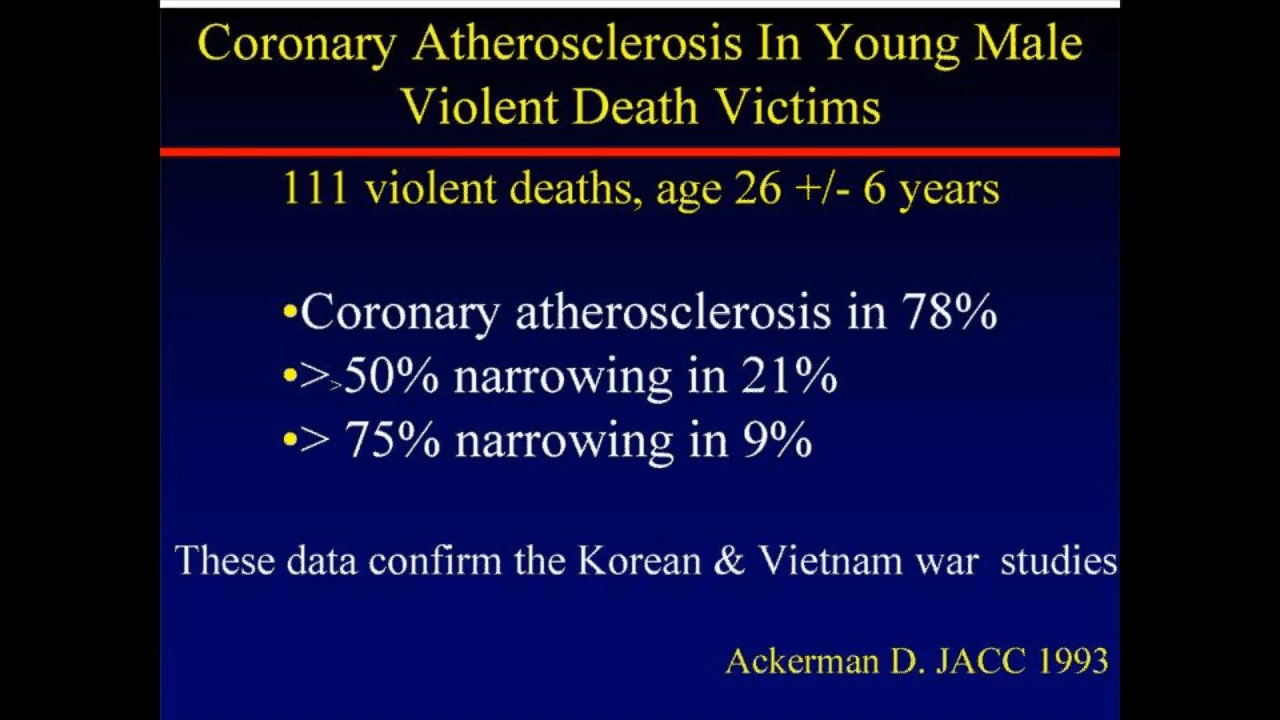 Coronary Atherosclerosis In Young Male
Violent Death Victims
111 violent deaths, age 26 +/- 6 years
•Coronary atherosclerosis in 78%
•>>50% narrowing in 21%
•> 75% narrowing in 9%
These data confirm the Korean & Vietnam war studies
Ackerman D. JACC 1993